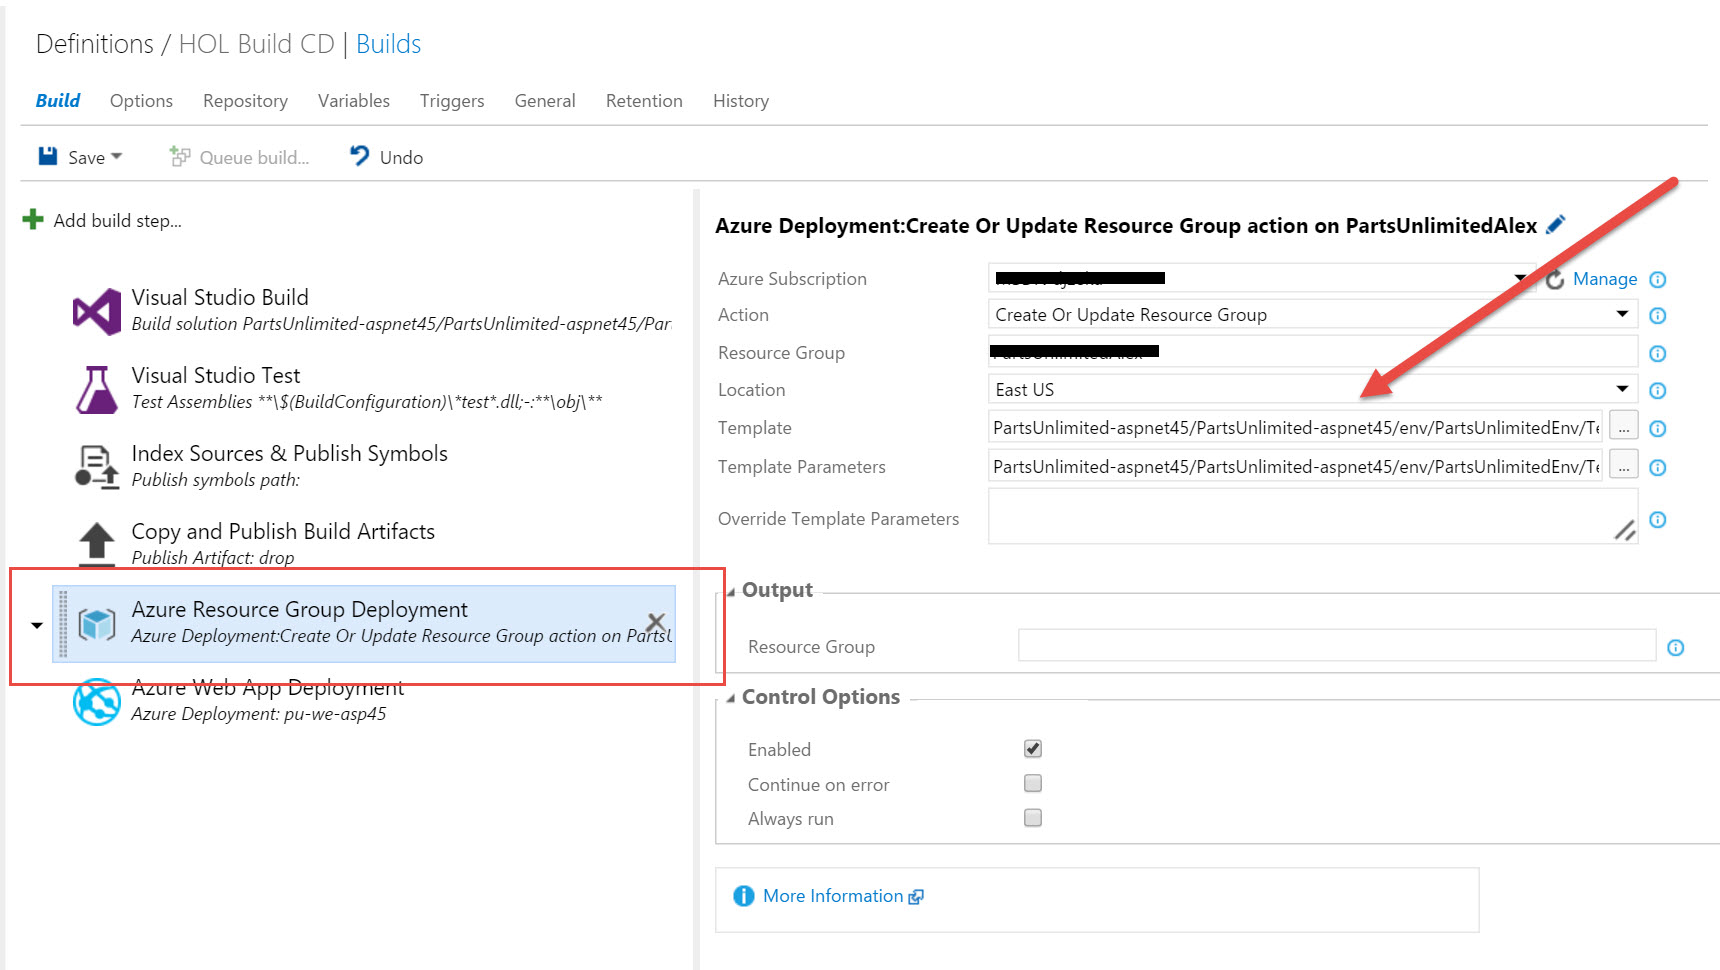 Definitions / HOL Build CD | Builds
Build Options Repository Variables Triggers General Retention History
Save Queue build... Undo
Add build step...
Visual Studio Build
Build solution PartsUnlimited-aspnet45/PartsUnlimited-aspnet45/Par
Visual Studio Test
Test Assemblies **\$(BuildConfiguration)\*test*.dll;-:**\obj\**
Index Sources & Publish Symbols
Publish symbols path:
Copy and Publish Build Artifacts
Publish Artifact: drop
Azure Resource Group Deployment
Azure Deployment:Create Or Update Resource Group action on Parts
Azure Web App Deployment
Azure Deployment: pu-we-asp45
Azure Deployment:Create Or Update Resource Group action on PartsUnlimitedAlex
Azure Subscription Manage
Action Create Or Update Resource Group
Resource Group
Location East US
Template PartsUnlimited-aspnet45/PartsUnlimited-aspnet45/env/PartsUnlimitedEnv/Te ...
Template Parameters PartsUnlimited-aspnet45/PartsUnlimited-aspnet45/env/PartsUnlimitedEnv/Te ...
Override Template Parameters
Output
Resource Group
Control Options
Enabled
Continue on error
Always run
More Information